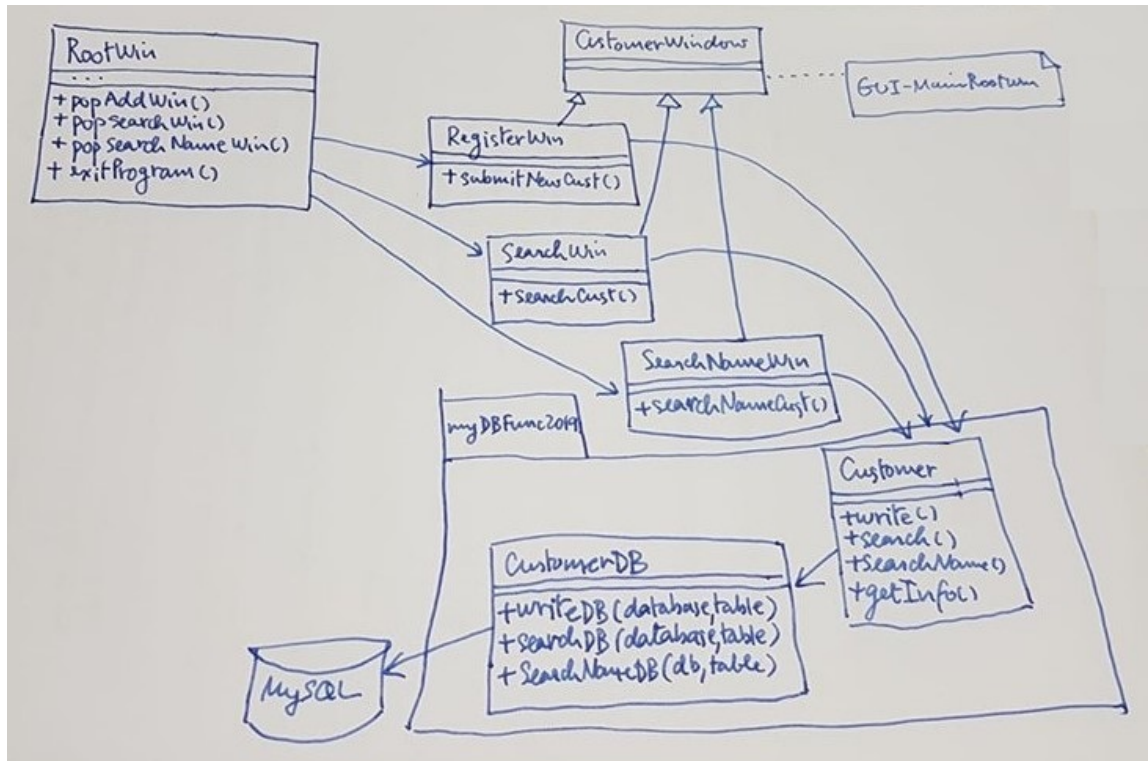 RootWin
...
+popAddWin()
+popSearchWin()
+popSearchNameWin()
+exitProgram()
CustomerWindow
GUI-MainRootWin
RegisterWin
+submitNewCust()
SearchWin
+searchCust()
SearchNameWin
+searchNameCust()
myDBFunc2019
Customer
+write()
+search()
+searchName()
+getInfo()
CustomerDB
+writeDB(database,table)
+searchDB(database,table)
+SearchNameDB(db,table)
MySQL